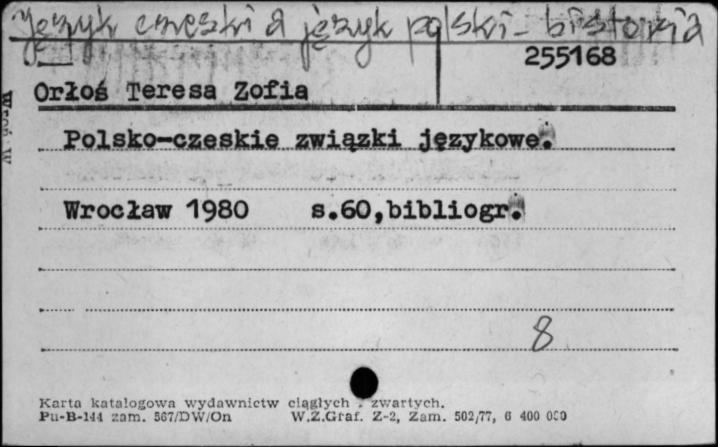 Język czeski a język polski - historia
255168
Orłoś Teresa Zofia
Polsko-czeskie związki językowe.
Wrocław 1980 s.60,bibliogr.
8
Karta katalogowa wydawnictw ciągłych i zwartych.
Pu-B-144 zam. 567/DW/On W.Z.Graf. Z-2, Zam. 502/77, 6 400 000